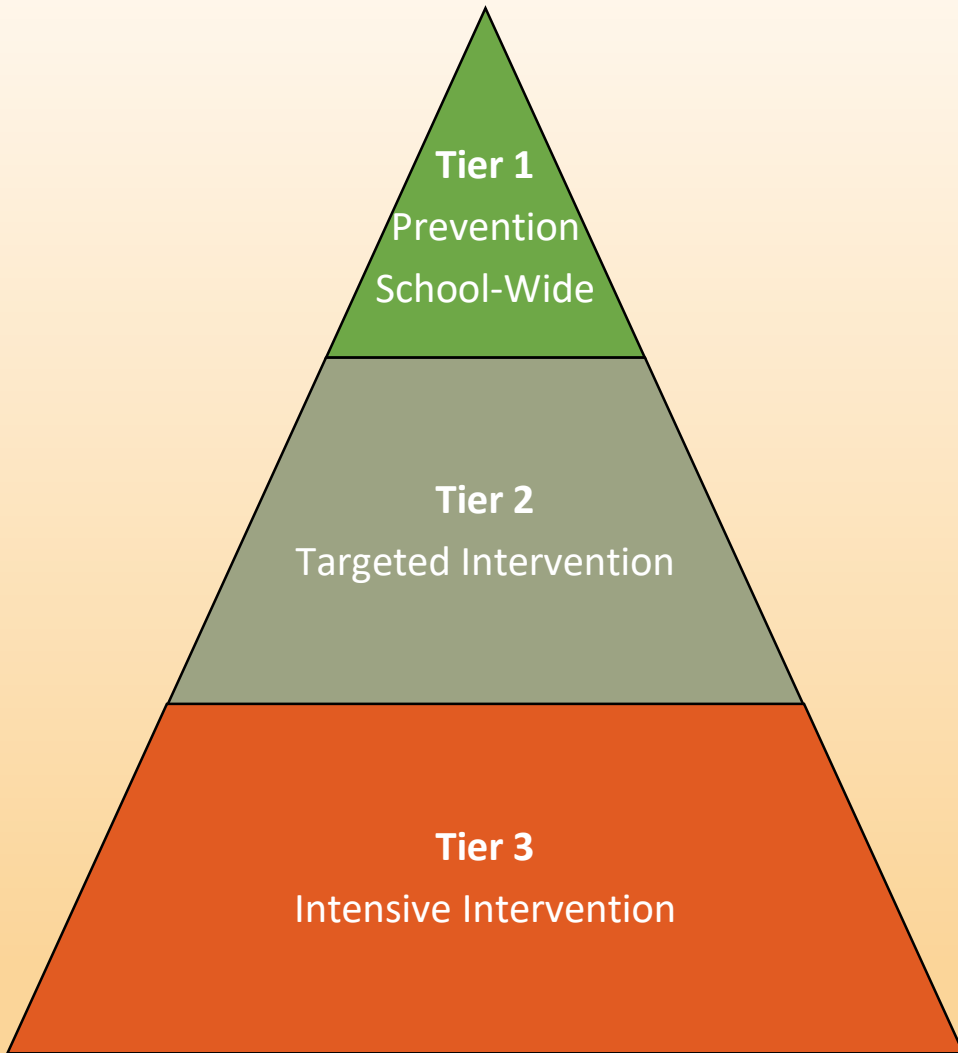 Tier 1
Prevention
School-Wide
Tier 2
Targeted Intervention
Tier 3
Intensive Intervention